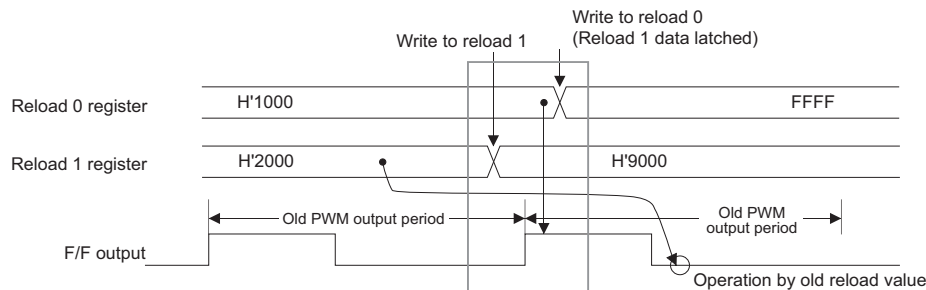 Write to reload 0
(Reload 1 data latched)
Write to reload 1
Reload 0 register
H'1000
FFFF
Reload 1 register
H'2000
H'9000
Old PWM output period
Old PWM
output period
F/F output
Operation by old reload value